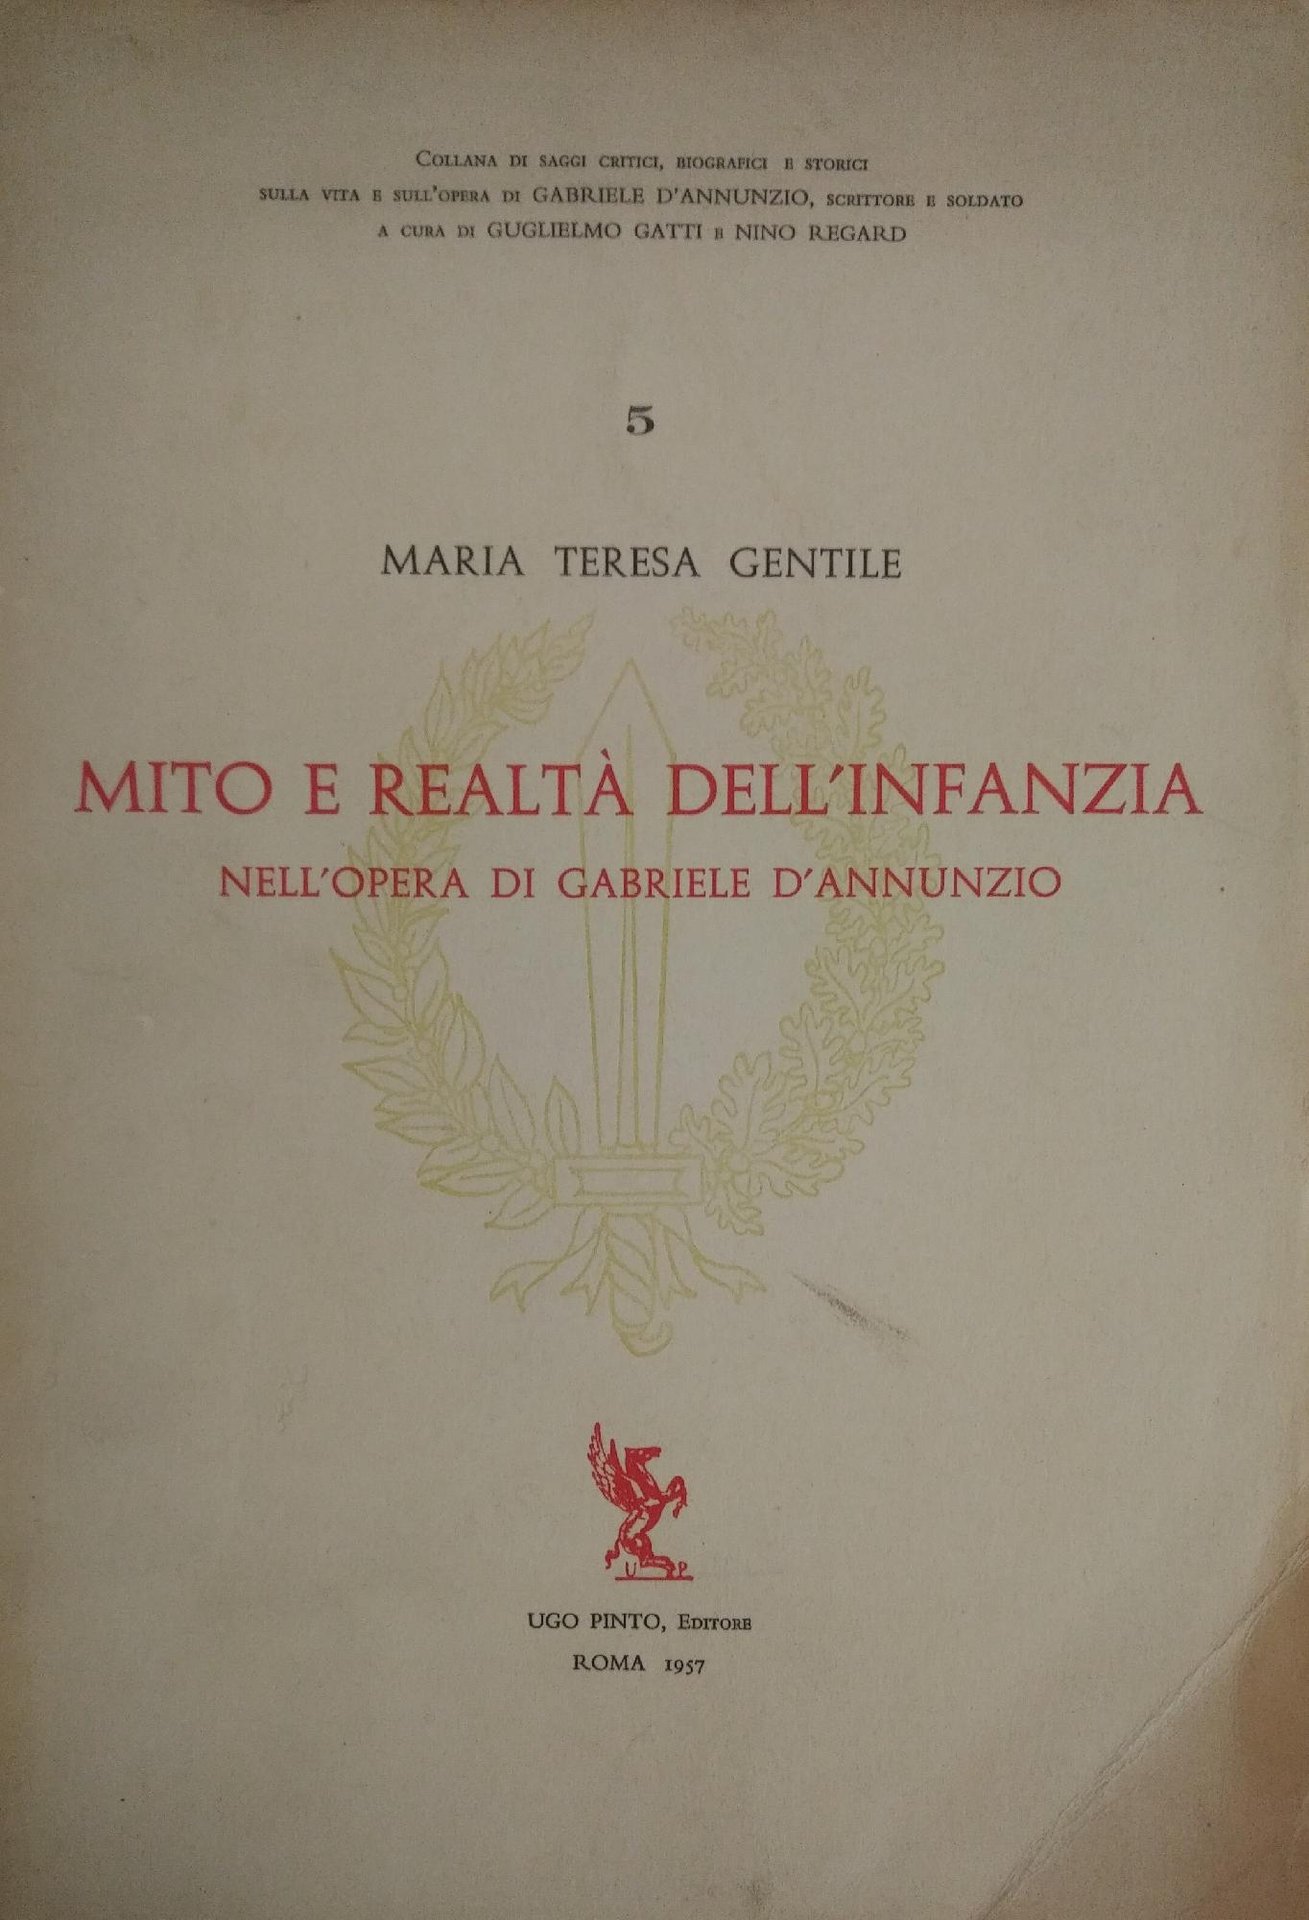 COLLANA DI SAGGI CRITICI, BIOGRAFICI E STORICI
SULLA VITA E SULL'OPERA DI GABRIELE D'ANNUNZIO, SCRITTORE E SOLDATO
A CURA DI GUGLIELMO GATTI E NINO REGARD
5
MARIA TERESA GENTILE
MITO E REALTÀ DELL'INFANZIA
NELL'OPERA DI GABRIELE D'ANNUNZIO
U P
UGO PINTO, EDITORE
ROMA 1957